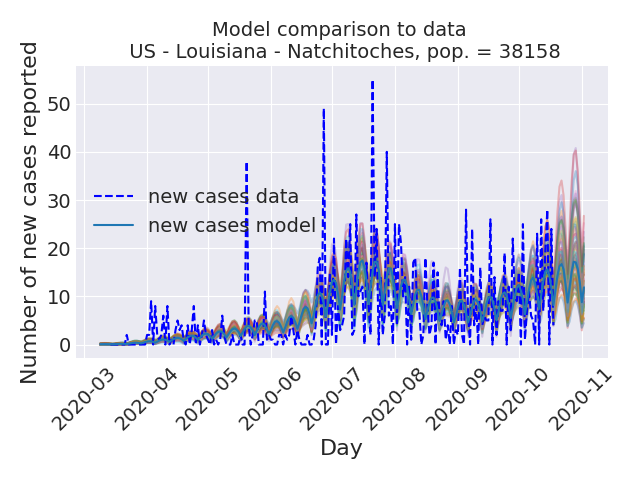 Model comparison to data
US - Louisiana - Natchitoches, pop. = 38158
Number of new cases reported
50
40
30
20
10
0
new cases data
new cases model
2020-03
2020-04
2020-05
2020-06
2020-07
2020-08
2020-09
2020-10
2020-11
Day